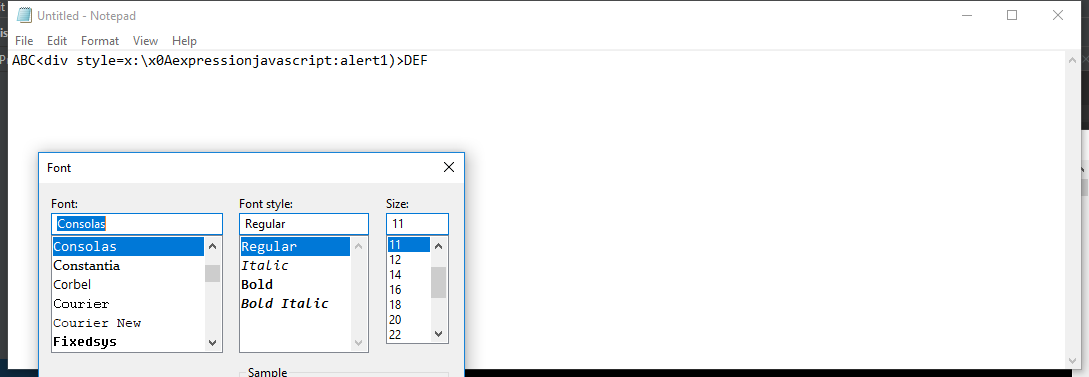 Untitled - Notepad
File Edit Format View Help
ABC<div style=x:\x0Aexpressionjavascript:alert1)>DEF
Font
Font: Font style: Size:
Consolas Regular 11
Consolas Regular 11
Constantia Italic 12
Corbel Bold 14
Courier Bold Italic 16
Courier New 18
Fixedsys 20
22
Sample